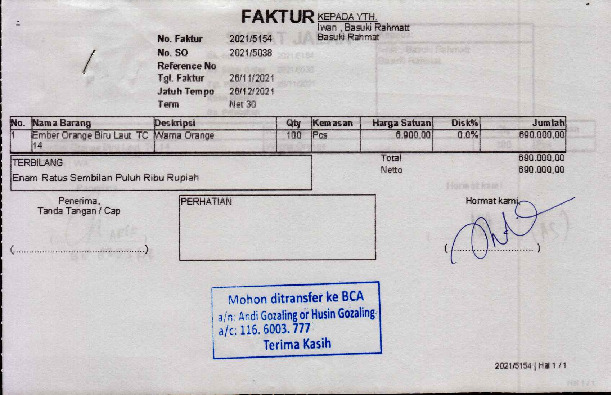 FAKTUR
KEPADA YTH.
Iwan , Basuki Rahmatt
Basuki Rahmat
No. Faktur 2021/5154
No. SO 2021/5038
Reference No
Tgl. Faktur 26/11/2021
Jatuh Tempo 26/12/2021
Term Net 30
No. Nama Barang Deskripsi Qty Kemasan Harga Satuan Disk% Jumlah
1 Ember Orange Biru Laut TC Warna Orange 100 Pcs 6.900,00 0.0% 690.000,00
14
Total 690.000,00
Netto 690.000,00
TERBILANG
Enam Ratus Sembilan Puluh Ribu Rupiah
Penerima,
Tanda Tangan / Cap
(..............................)
PERHATIAN
Hormat kami,
(..............................)
Mohon ditransfer ke BCA
a/n: Andi Gozaling or Husin Gozaling
a/c: 116. 6003. 777
Terima Kasih
2021/5154 | Hal 1 / 1